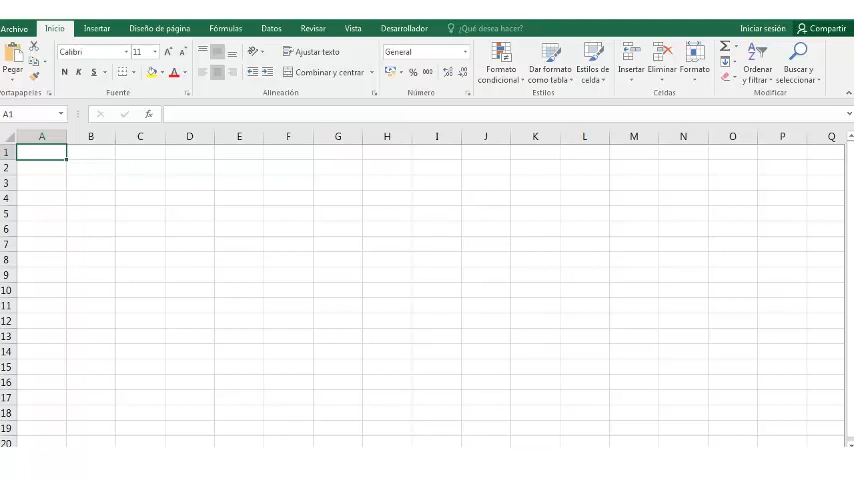 Archivo Inicio Insertar Diseño de página Fórmulas Datos Revisar Vista Desarrollador ¿Qué desea hacer? Iniciar sesión Compartir
Pegar
Calibri 11
N K S
Ajustar texto
Combinar y centrar
General
% 000
Formato condicional
Dar formato como tabla
Estilos de celda
Insertar Eliminar Formato
Ordenar y filtrar
Buscar y seleccionar
Portapapeles Fuente Alineación Número Estilos Celdas Modificar
A1 fx
A B C D E F G H I J K L M N O P Q
1
2
3
4
5
6
7
8
9
10
11
12
13
14
15
16
17
18
19
20